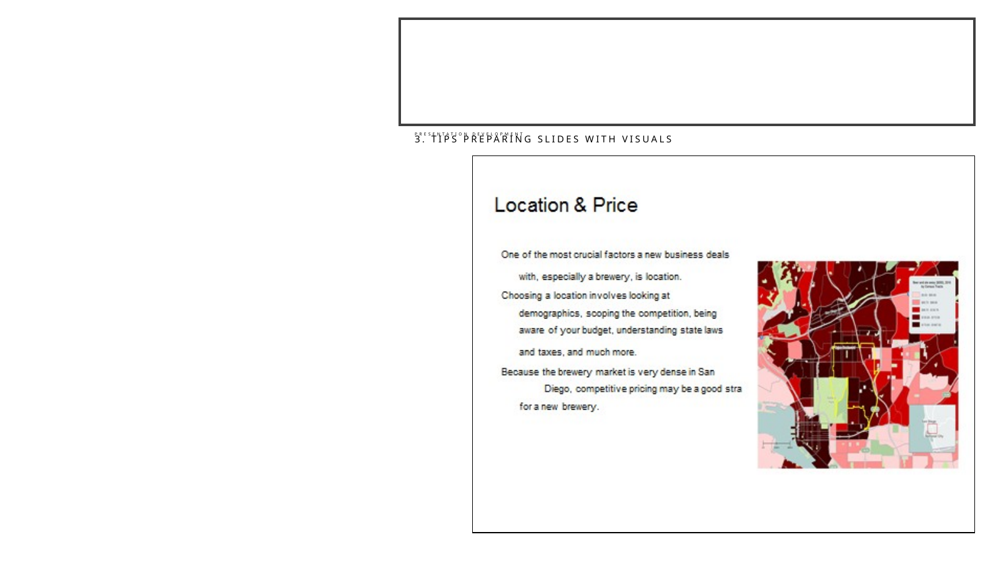 PRESENTATION DEVELOPMENT
3. TIPS PREPARING SLIDES WITH VISUALS
Location & Price
One of the most crucial factors a new business deals
with, especially a brewery, is location.
Choosing a location involves looking at
demographics, scoping the competition, being
aware of your budget, understanding state laws
and taxes, and much more.
Because the brewery market is very dense in San
Diego, competitive pricing may be a good stra
for a new brewery.
by Census Tracts